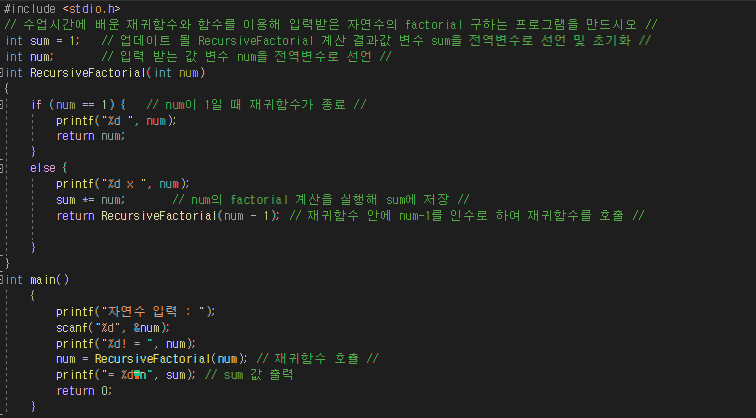 #include <stdio.h>
// 수업시간에 배운 재귀함수와 함수를 이용해 입력받은 자연수의 factorial 구하는 프로그램을 만드시오 //
int sum = 1;   // 업데이트 될 RecursiveFactorial 계산 결과값 변수 sum을 전역변수로 선언 및 초기화 //
int num;       // 입력 받는 값 변수 num을 전역변수로 선언 //
int RecursiveFactorial(int num)
{
    if (num == 1) {   // num이 1일 때 재귀함수가 종료 //
        printf("%d ", num);
        return num;
    }
    else {
        printf("%d x ", num);
        sum *= num;       // num의 factorial 계산을 실행해 sum에 저장 //
        return RecursiveFactorial(num - 1); // 재귀함수 안에 num-1를 인수로 하여 재귀함수를 호출 //
    }
}
int main()
    {
        printf("자연수 입력 : ");
        scanf("%d", &num);
        printf("%d! = ", num);
        num = RecursiveFactorial(num); // 재귀함수 호출 //
        printf("= %d₩n", sum); // sum 값 출력
        return 0;
    }